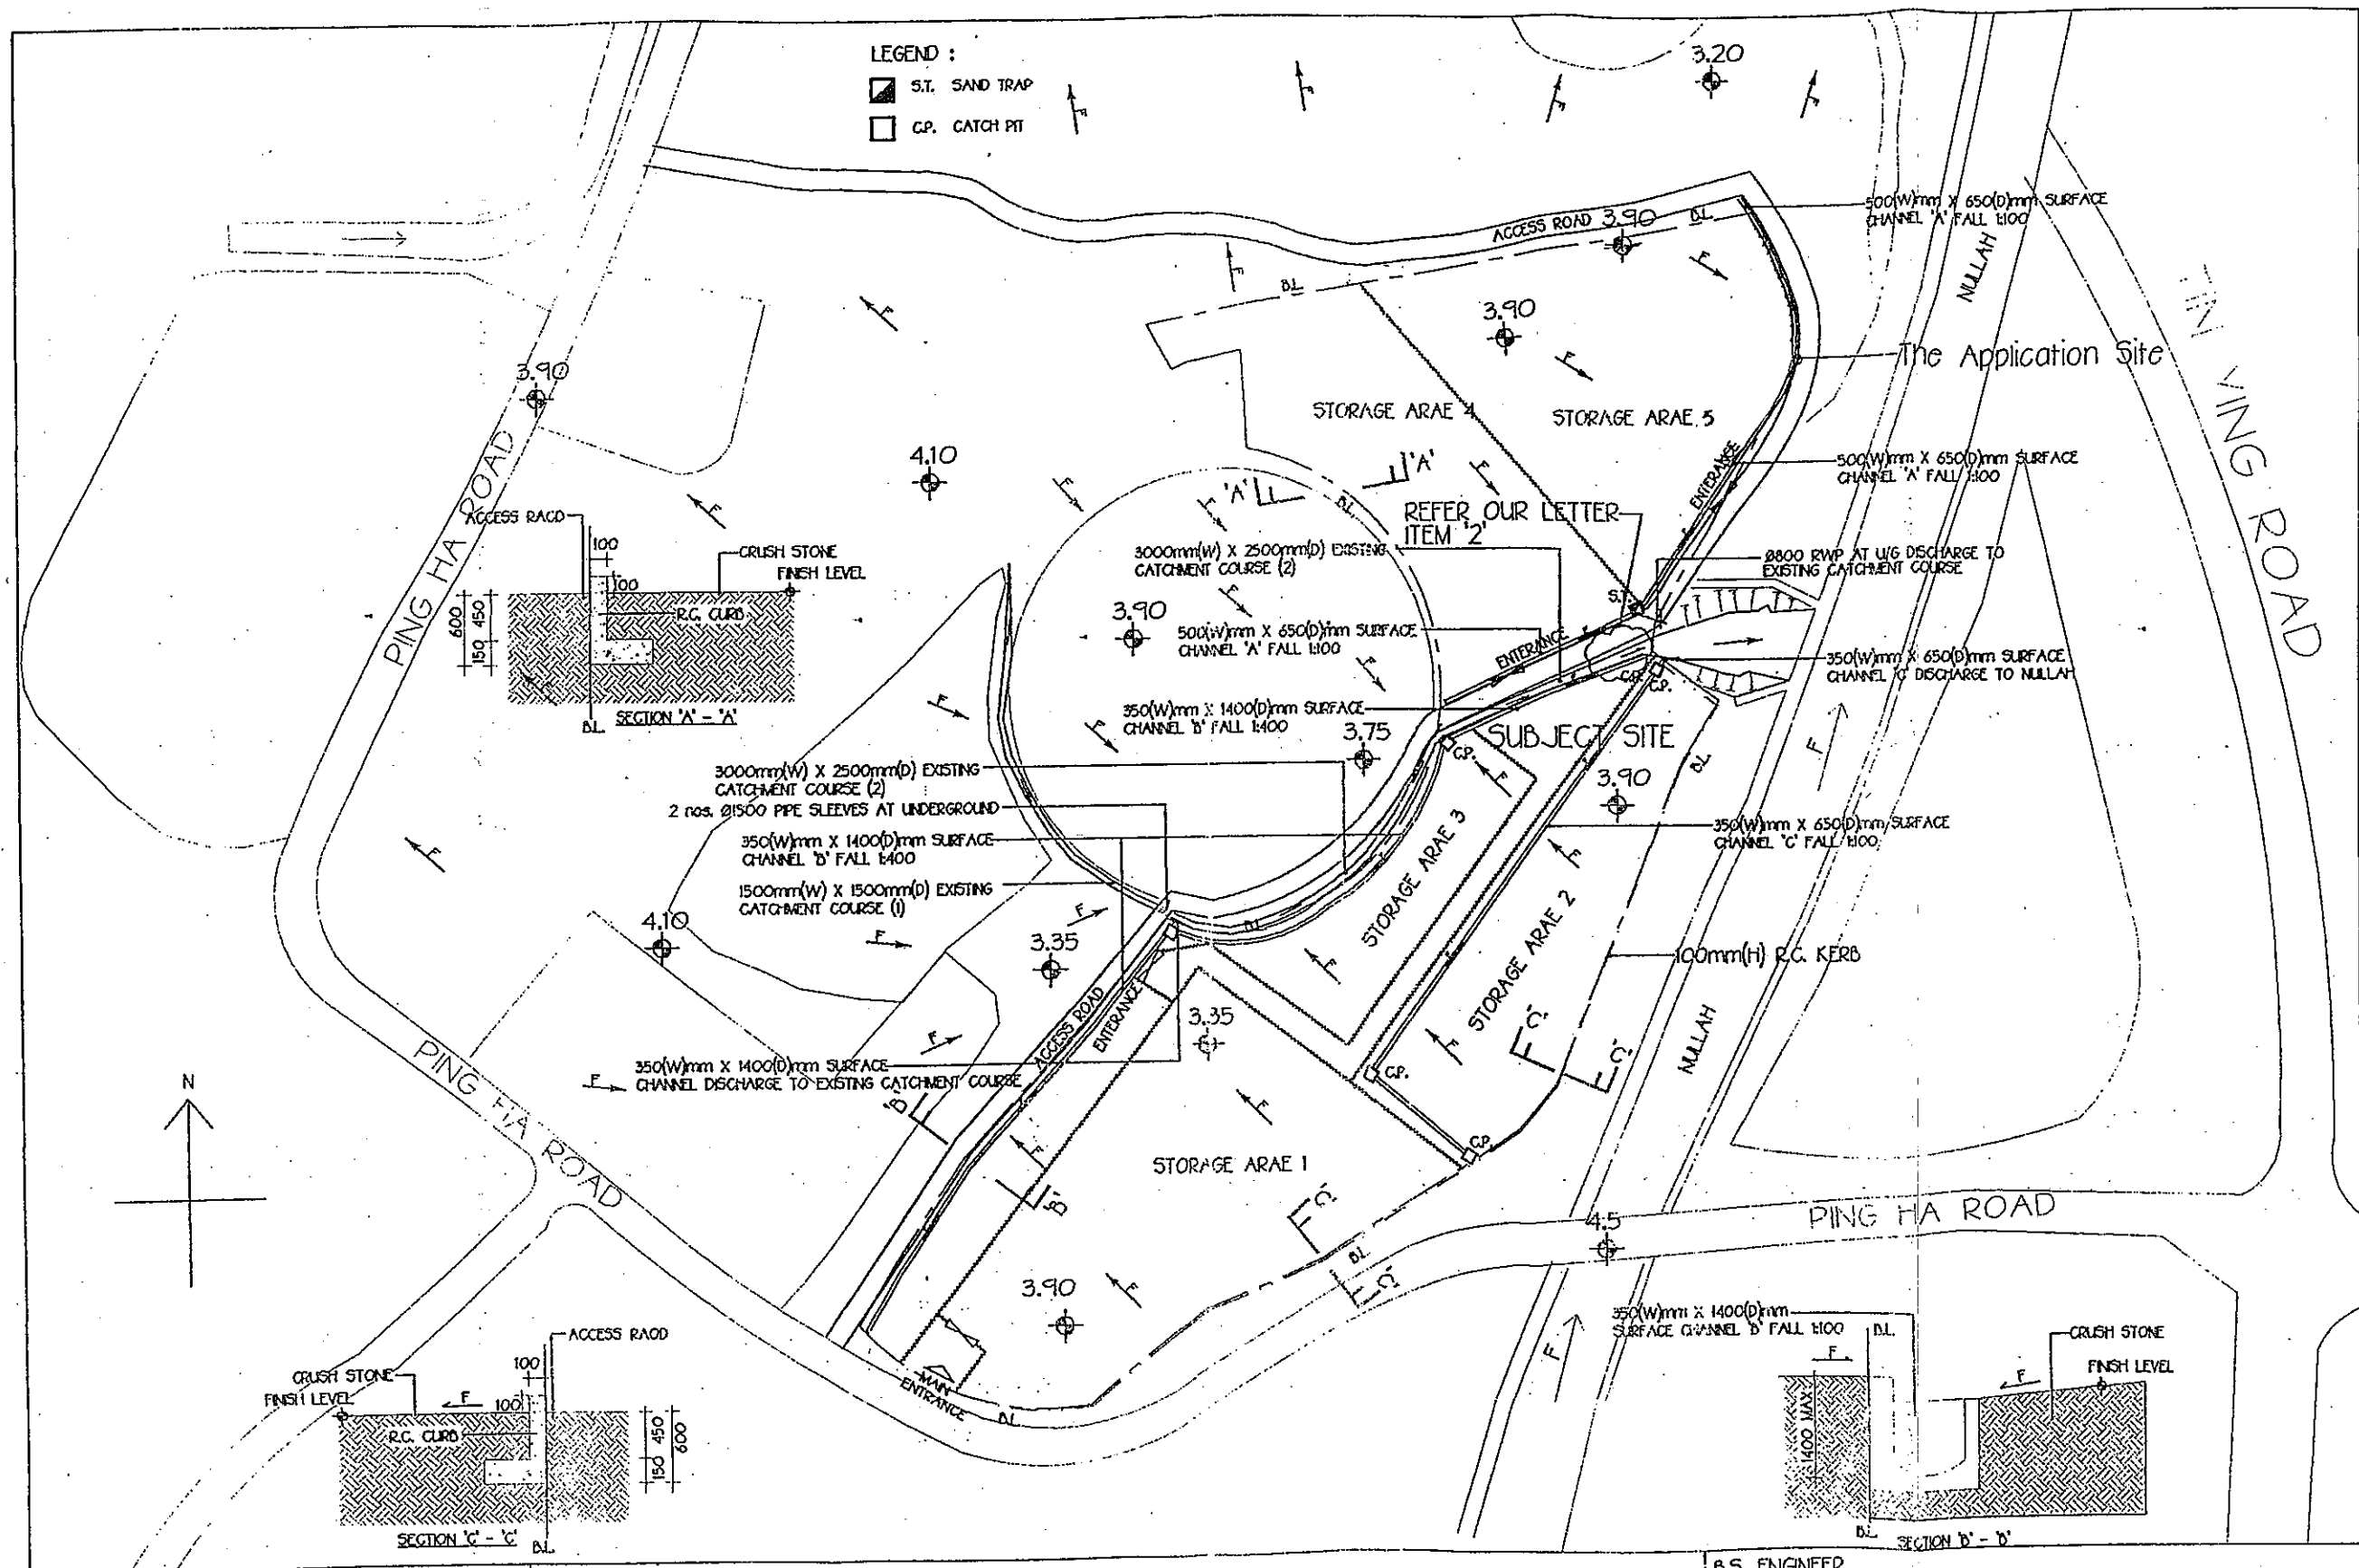 LEGEND :
S.T. SAND TRAP
C.P. CATCH PIT
F
F
F
F
3.20
500(W)mm X 650(D)mm SURFACE
CHANNEL 'A' FALL 1:100
NULLAH
ACCESS ROAD
3.90
B.L.
B.L.
F
F
F
3.90
F
The Application Site
TIN YING ROAD
3.90
PING HA ROAD
4.10
F
STORAGE ARAE 4
STORAGE ARAE 5
ENTERANCE
500(W)mm X 650(D)mm SURFACE
CHANNEL 'A' FALL 1:100
'A'
'A'
B.L.
F
F
F
REFER OUR LETTER
ITEM '2'
3000mm(W) X 2500mm(D) EXISTING
CATCHMENT COURSE (2)
Ø800 RWP AT U/G DISCHARGE TO
EXISTING CATCHMENT COURSE
ACCESS RACD
100
CRUSH STONE
FINISH LEVEL
100
R.C. CURB
600
450
150
F
SECTION 'A' - 'A'
B.L.
S.T.
3.90
F
500(W)mm X 650(D)mm SURFACE
CHANNEL 'A' FALL 1:100
ENTERANCE
350(W)mm X 650(D)mm SURFACE
CHANNEL 'C' DISCHARGE TO NULLAH
C.P.
C.P.
F
F
F
350(W)mm X 1400(D)mm SURFACE
CHANNEL 'B' FALL 1:400
3.75
SUBJECT SITE
C.P.
F
B.L.
F
3.90
3000mm(W) X 2500mm(D) EXISTING
CATCHMENT COURSE (2)
2 nos. Ø1500 PIPE SLEEVES AT UNDERGROUND
350(W)mm X 1400(D)mm SURFACE
CHANNEL 'B' FALL 1:400
1500mm(W) X 1500mm(D) EXISTING
CATCHMENT COURSE (1)
350(W)mm X 650(D)mm SURFACE
CHANNEL 'C' FALL 1:100
F
F
STORAGE ARAE 3
STORAGE ARAE 2
4.10
F
F
3.35
B.L.
F
100mm(H) R.C. KERB
ACCESS ROAD
ENTERANCE
3.35
F
'C'
'C'
NULLAH
F
C.P.
350(W)mm X 1400(D)mm SURFACE
CHANNEL DISCHARGE TO EXISTING CATCHMENT COURSE
F
'B'
F
F
N
PING HA ROAD
C.P.
STORAGE ARAE 1
'B'
'C'
B.L.
'C'
4.5
PING HA ROAD
3.90
F
F
MAIN
ENTRANCE
B.L.
ACCESS RAOD
100
CRUSH STONE
FINISH LEVEL
F
100
R.C. CURB
450
150
600
SECTION 'C' - 'C'
B.L.
350(W)mm X 1400(D)mm
SURFACE CHANNEL 'B' FALL 1:100
B.L.
F
CRUSH STONE
FINISH LEVEL
F
1400 MAX
B.L.
SECTION 'B' - 'B'
B.S. ENGINEER